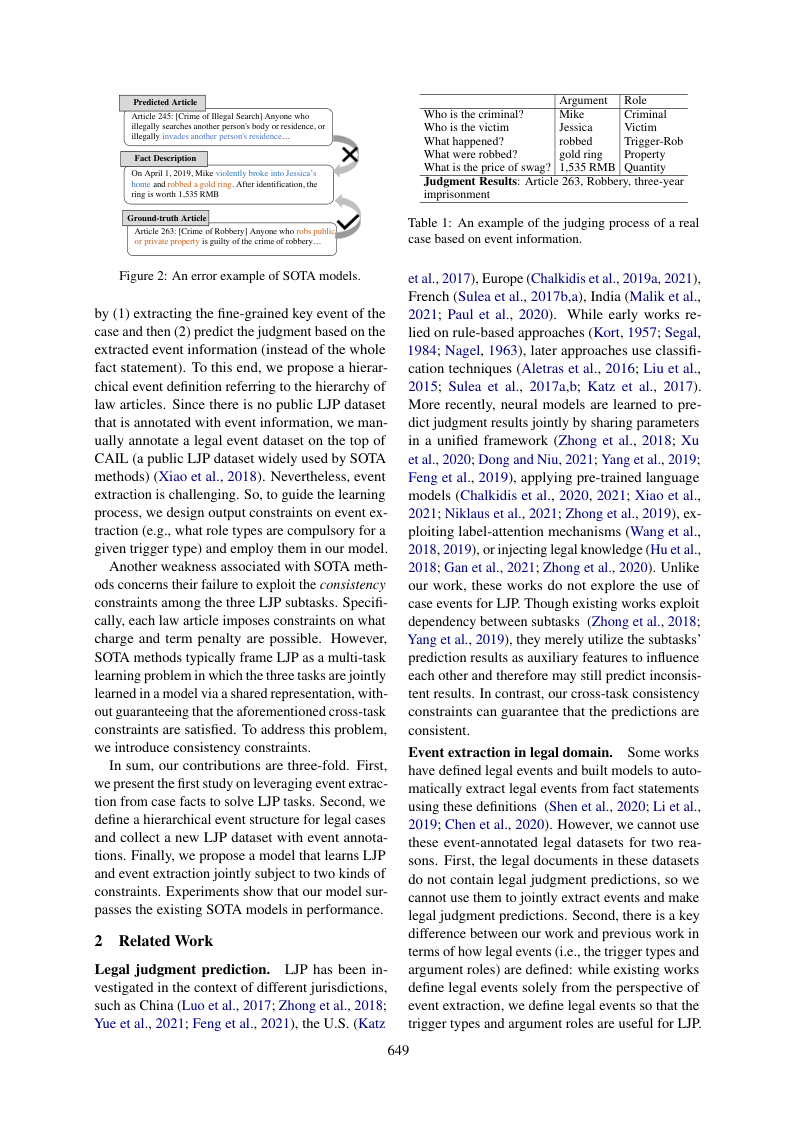 Predicted Article
Article 245: [Crime of Illegal Search] Anyone who
illegally searches another person's body or residence, or
illegally invades another person's residence…
Fact Description
On April 1, 2019, Mike violently broke into Jessica's
home and robbed a gold ring. After identification, the
ring is worth 1,535 RMB
Ground-truth Article
Article 263: [Crime of Robbery] Anyone who robs public
or private property is guilty of the crime of robbery…
Figure 2: An error example of SOTA models.
by (1) extracting the fine-grained key event of the
case and then (2) predict the judgment based on the
extracted event information (instead of the whole
fact statement). To this end, we propose a hierar-
chical event definition referring to the hierarchy of
law articles. Since there is no public LJP dataset
that is annotated with event information, we man-
ually annotate a legal event dataset on the top of
CAIL (a public LJP dataset widely used by SOTA
methods) (Xiao et al., 2018). Nevertheless, event
extraction is challenging. So, to guide the learning
process, we design output constraints on event ex-
traction (e.g., what role types are compulsory for a
given trigger type) and employ them in our model.
Another weakness associated with SOTA meth-
ods concerns their failure to exploit the consistency
constraints among the three LJP subtasks. Specifi-
cally, each law article imposes constraints on what
charge and term penalty are possible. However,
SOTA methods typically frame LJP as a multi-task
learning problem in which the three tasks are jointly
learned in a model via a shared representation, with-
out guaranteeing that the aforementioned cross-task
constraints are satisfied. To address this problem,
we introduce consistency constraints.
In sum, our contributions are three-fold. First,
we present the first study on leveraging event extrac-
tion from case facts to solve LJP tasks. Second, we
define a hierarchical event structure for legal cases
and collect a new LJP dataset with event annota-
tions. Finally, we propose a model that learns LJP
and event extraction jointly subject to two kinds of
constraints. Experiments show that our model sur-
passes the existing SOTA models in performance.
2 Related Work
Legal judgment prediction. LJP has been in-
vestigated in the context of different jurisdictions,
such as China (Luo et al., 2017; Zhong et al., 2018;
Yue et al., 2021; Feng et al., 2021), the U.S. (Katz
Argument Role
Who is the criminal? Mike Criminal
Who is the victim Jessica Victim
What happened? robbed Trigger-Rob
What were robbed? gold ring Property
What is the price of swag? 1,535 RMB Quantity
Judgment Results: Article 263, Robbery, three-year
imprisonment
Table 1: An example of the judging process of a real
case based on event information.
et al., 2017), Europe (Chalkidis et al., 2019a, 2021),
French (Sulea et al., 2017b,a), India (Malik et al.,
2021; Paul et al., 2020). While early works re-
lied on rule-based approaches (Kort, 1957; Segal,
1984; Nagel, 1963), later approaches use classifi-
cation techniques (Aletras et al., 2016; Liu et al.,
2015; Sulea et al., 2017a,b; Katz et al., 2017).
More recently, neural models are learned to pre-
dict judgment results jointly by sharing parameters
in a unified framework (Zhong et al., 2018; Xu
et al., 2020; Dong and Niu, 2021; Yang et al., 2019;
Feng et al., 2019), applying pre-trained language
models (Chalkidis et al., 2020, 2021; Xiao et al.,
2021; Niklaus et al., 2021; Zhong et al., 2019), ex-
ploiting label-attention mechanisms (Wang et al.,
2018, 2019), or injecting legal knowledge (Hu et al.,
2018; Gan et al., 2021; Zhong et al., 2020). Unlike
our work, these works do not explore the use of
case events for LJP. Though existing works exploit
dependency between subtasks (Zhong et al., 2018;
Yang et al., 2019), they merely utilize the subtasks'
prediction results as auxiliary features to influence
each other and therefore may still predict inconsis-
tent results. In contrast, our cross-task consistency
constraints can guarantee that the predictions are
consistent.
Event extraction in legal domain. Some works
have defined legal events and built models to auto-
matically extract legal events from fact statements
using these definitions (Shen et al., 2020; Li et al.,
2019; Chen et al., 2020). However, we cannot use
these event-annotated legal datasets for two rea-
sons. First, the legal documents in these datasets
do not contain legal judgment predictions, so we
cannot use them to jointly extract events and make
legal judgment predictions. Second, there is a key
difference between our work and previous work in
terms of how legal events (i.e., the trigger types and
argument roles) are defined: while existing works
define legal events solely from the perspective of
event extraction, we define legal events so that the
trigger types and argument roles are useful for LJP.
649